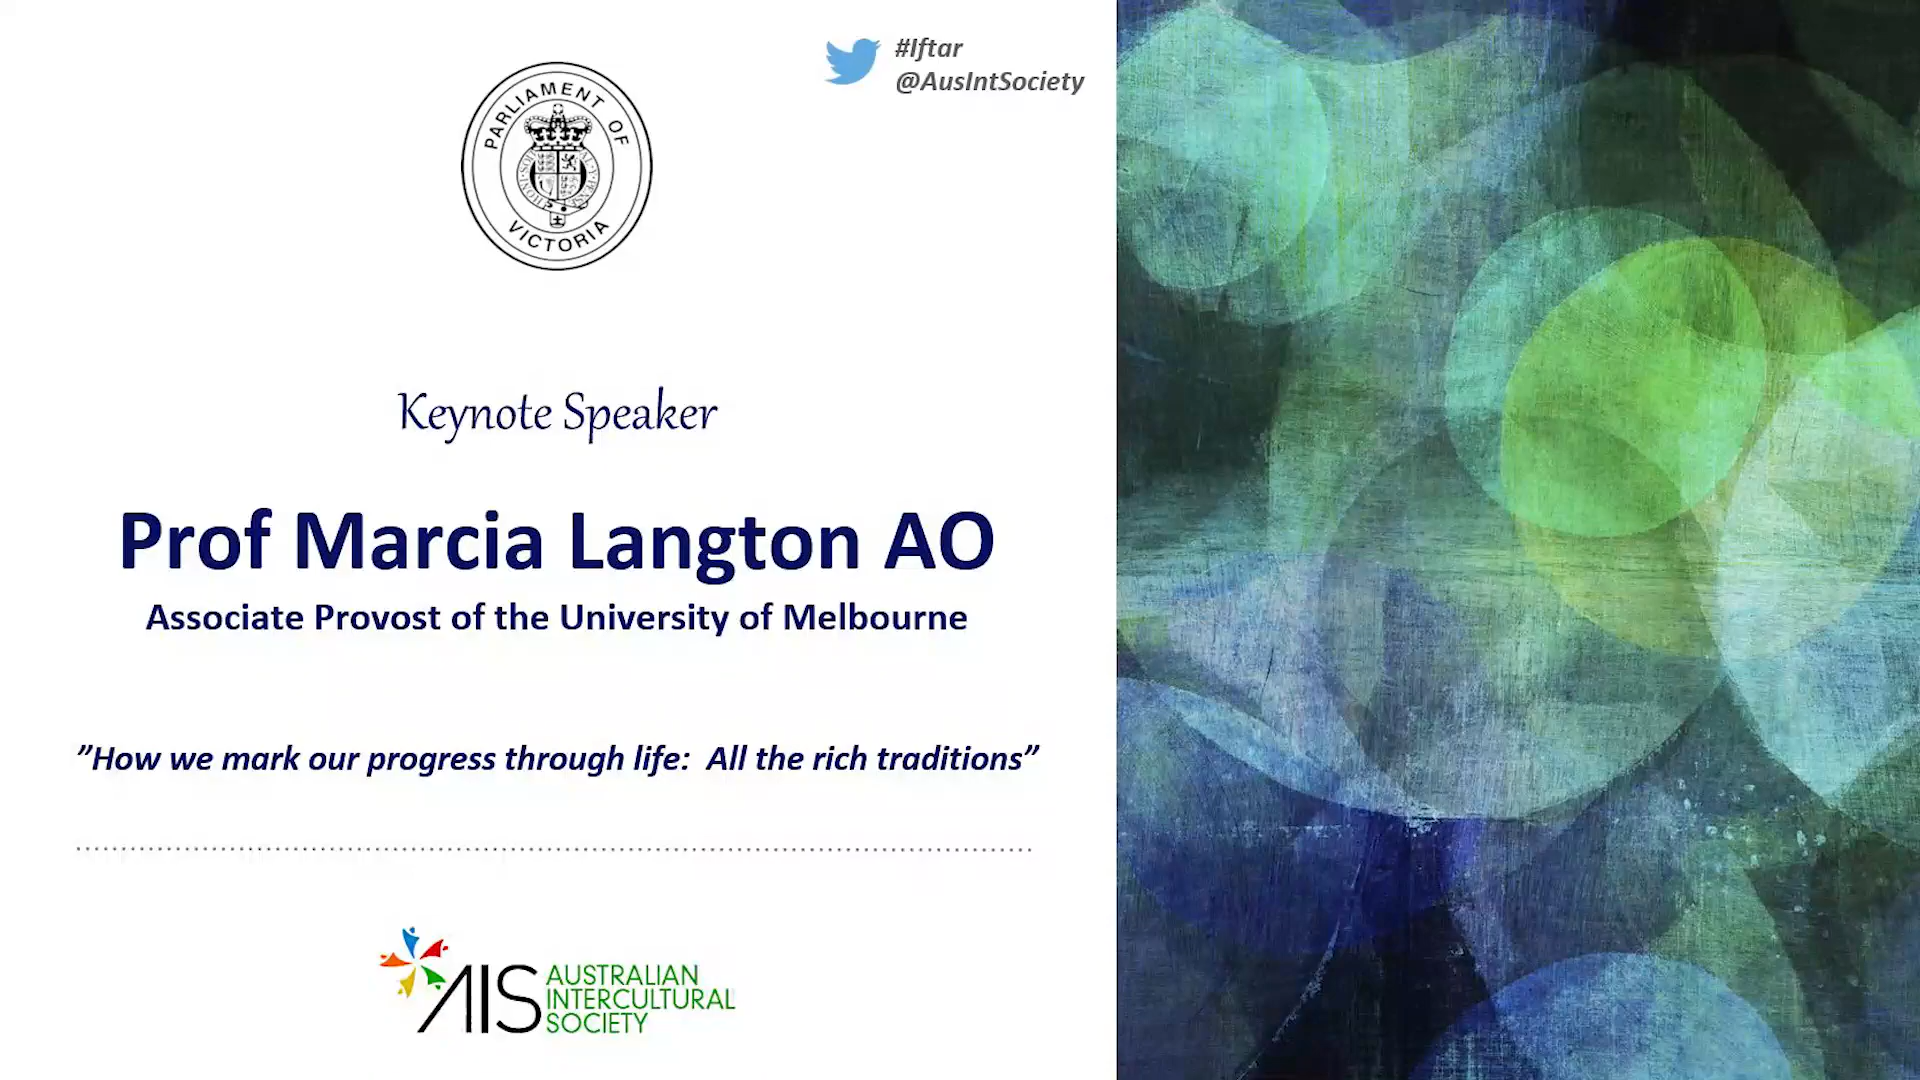 #Iftar
@AusIntSociety
PARLIAMENT OF
VICTORIA
Keynote Speaker
Prof Marcia Langton AO
Associate Provost of the University of Melbourne
”How we mark our progress through life:  All the rich traditions”
AIS
AUSTRALIAN
INTERCULTURAL
SOCIETY